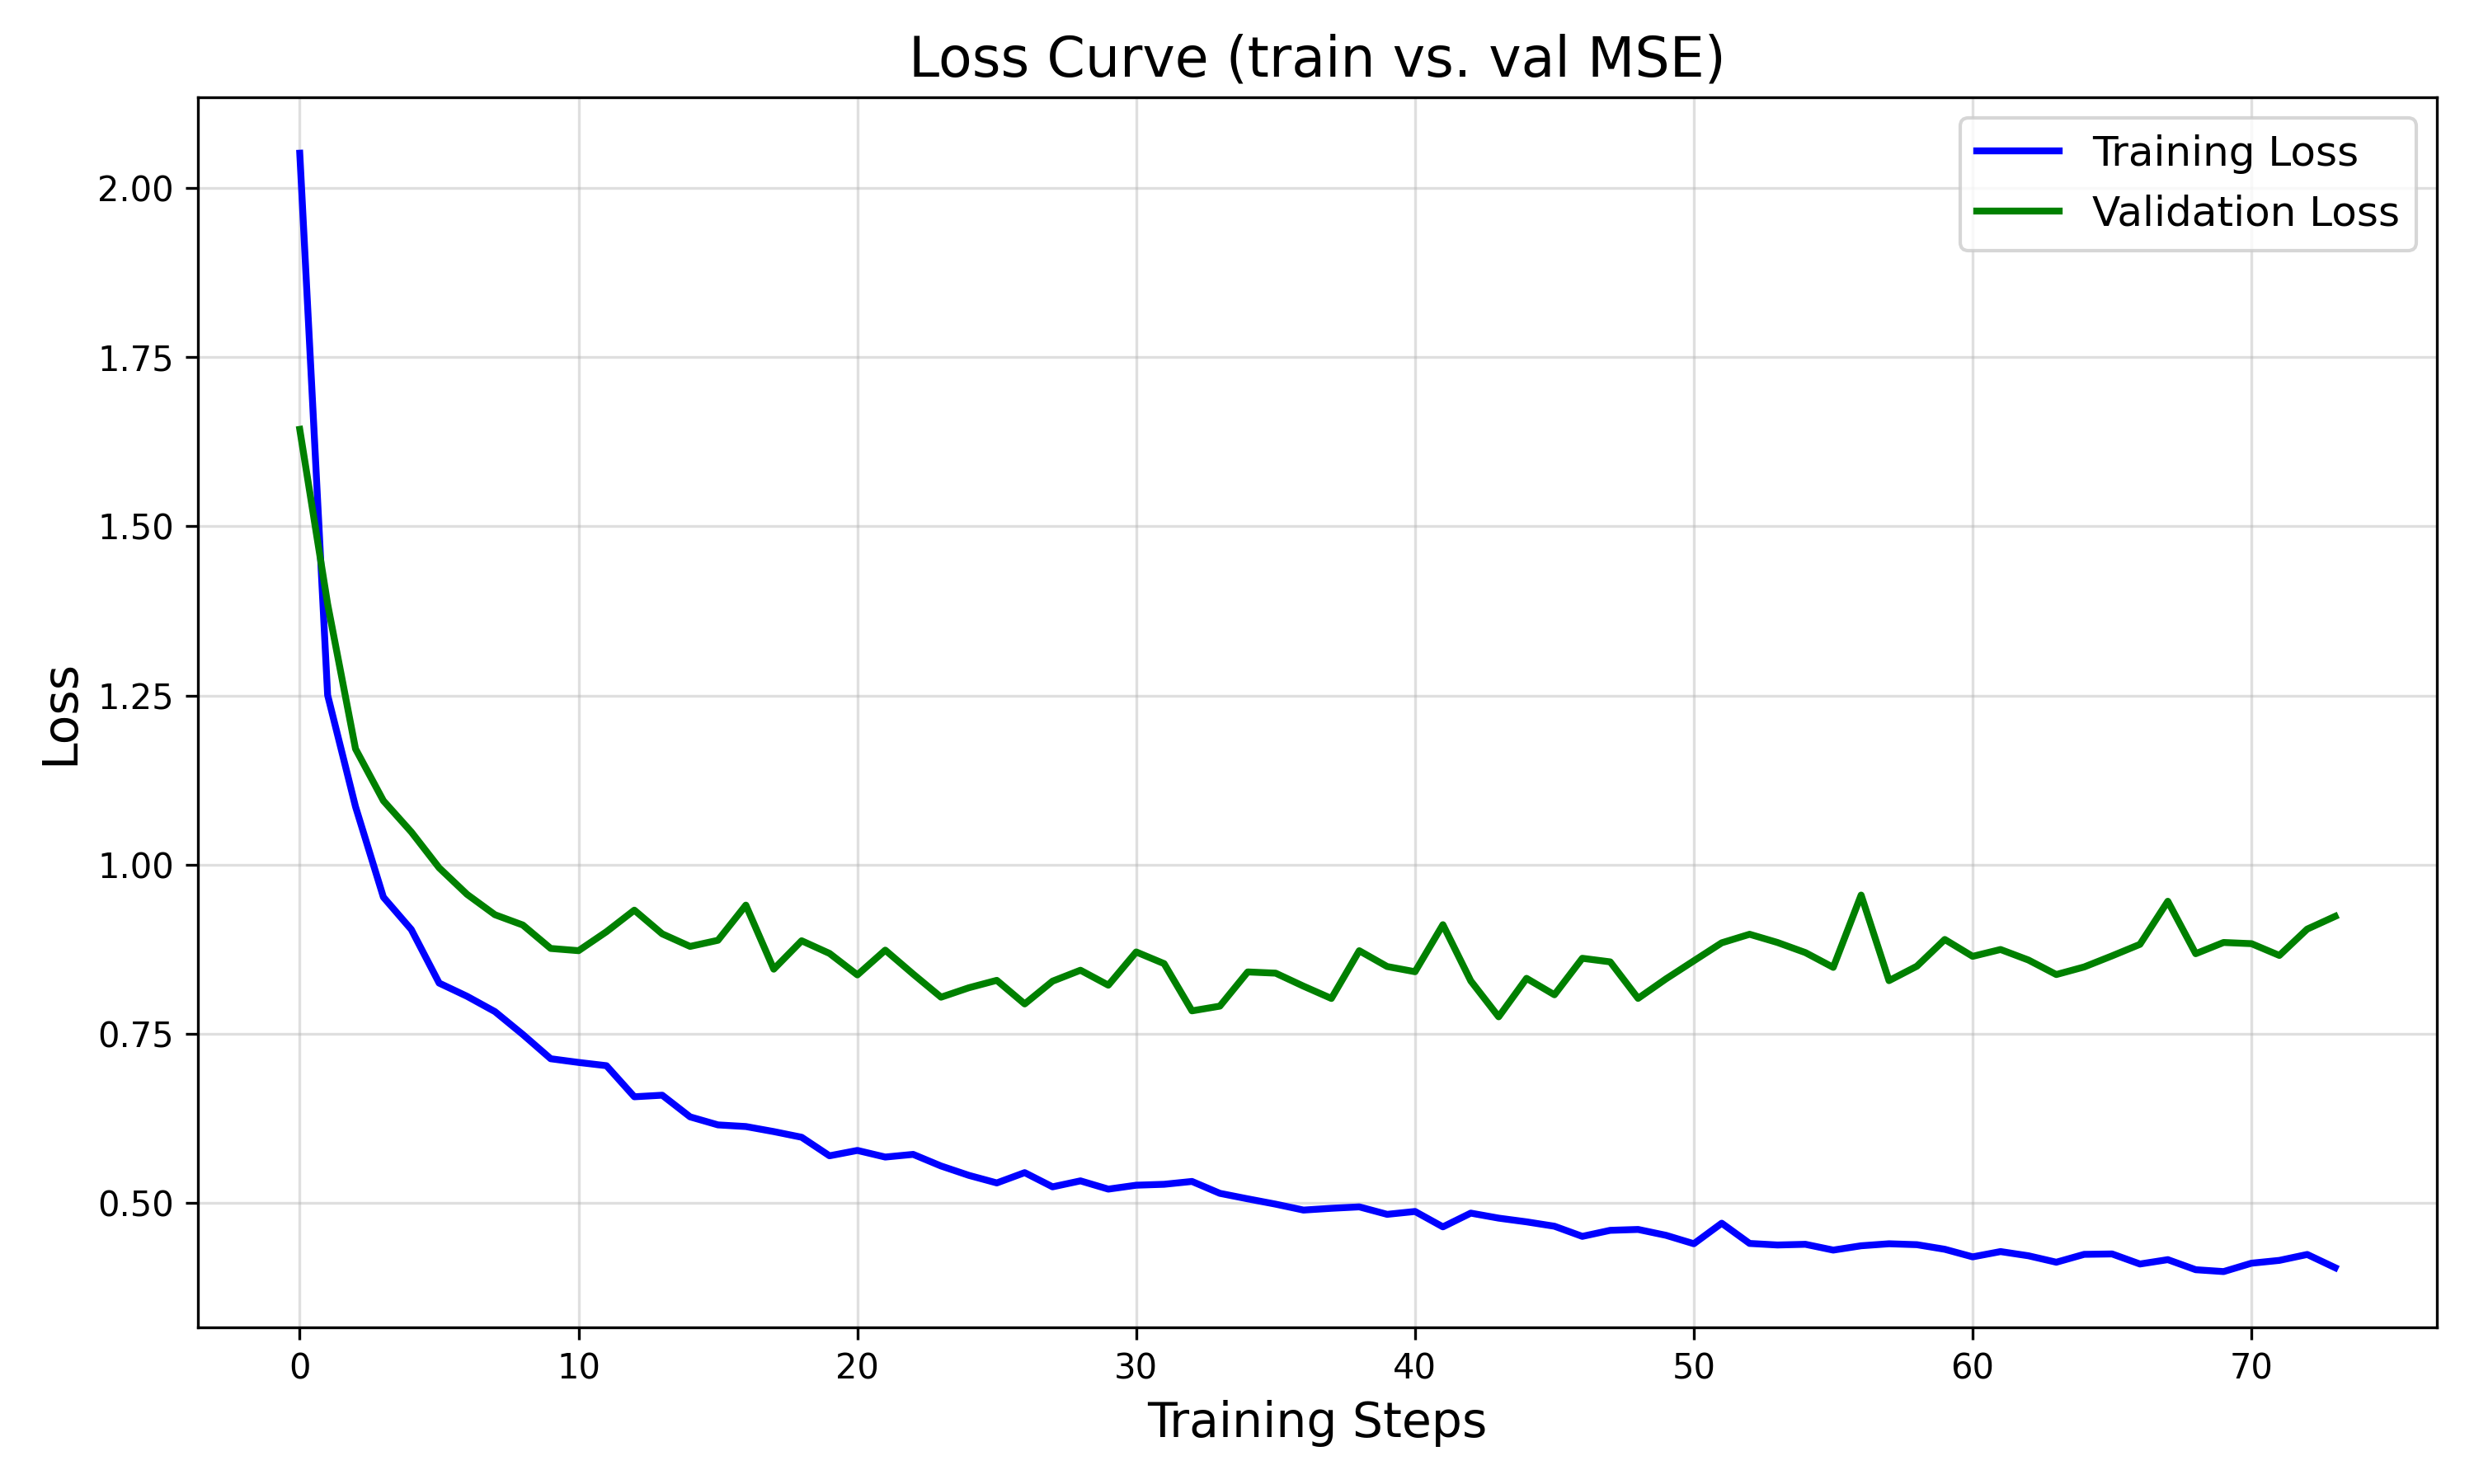 Loss Curve (train vs. val MSE)
Training Loss
Validation Loss
2.00
1.75
1.50
1.25
1.00
0.75
0.50
Loss
0 10 20 30 40 50 60 70
Training Steps